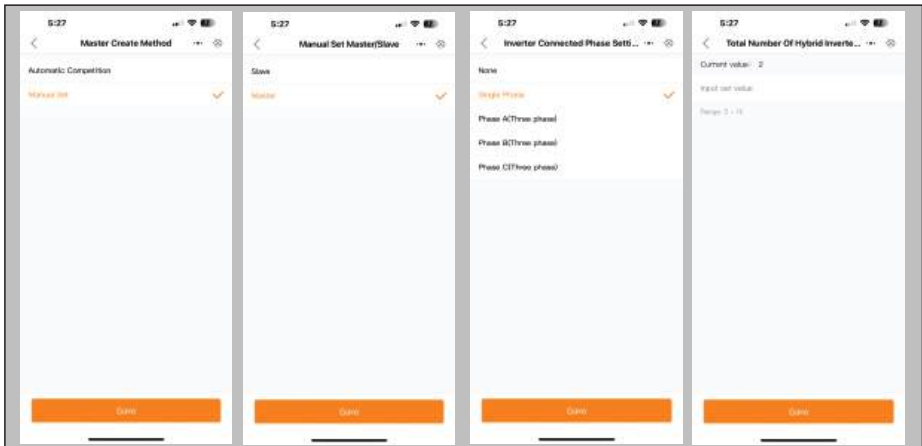 5:27
Master Create Method
Automatic Competition
Manual Set
5:27
Manual Set Master/Slave
Slave
Master
5:27
Inverter Connected Phase Setti...
None
Single Phase
Phase A(Three phase)
Phase B(Three phase)
Phase C(Three phase)
5:27
Total Number Of Hybrid Inverte...
Current value: 2
Input set value
Range: